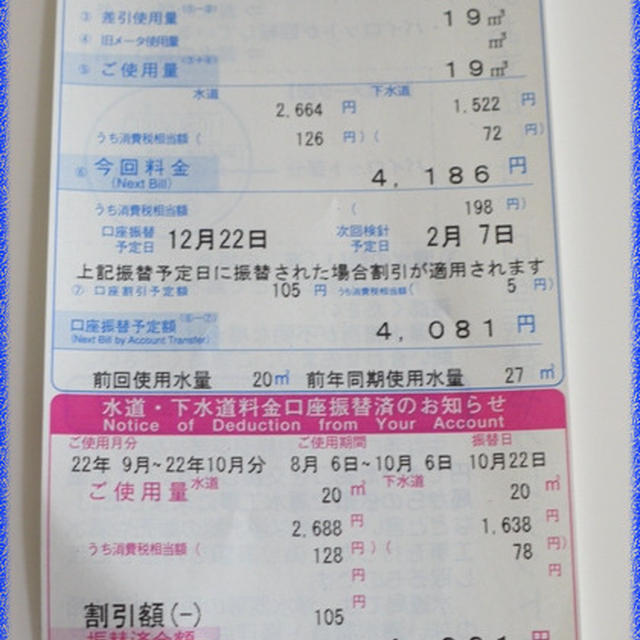 ③ 差引使用量 (①-②) 19㎥
④ 旧メータ使用量 ㎥
⑤ ご使用量 (③+④) 19㎥
水道 下水道
2,664 円 1,522 円
うち消費税相当額( 126 円)( 72 円)
⑥ 今回料金 4,186 円
(Next Bill)
うち消費税相当額 ( 198 円)
口座振替 次回検針
予定日 12月22日 予定日 2月 7日
上記振替予定日に振替された場合割引が適用されます
⑦ 口座割引予定額 105 円 うち消費税相当額( 5 円)
口座振替予定額 (⑥-⑦) 4,081 円
(Next Bill by Account Transfer)
前回使用水量 20㎥ 前年同期使用水量 27 ㎥
水道・下水道料金口座振替済のお知らせ
Notice of Deduction from Your Account
ご使用月分 ご使用期間 振替日
22年 9月~22年10月分 8月 6日~10月 6日 10月22日
ご使用量 水道 20 ㎥ 下水道 20 ㎥
2,688 円 1,638 円
うち消費税相当額( 128 円)( 78 円)
円 円
割引額(-) 105 円
振替済金額